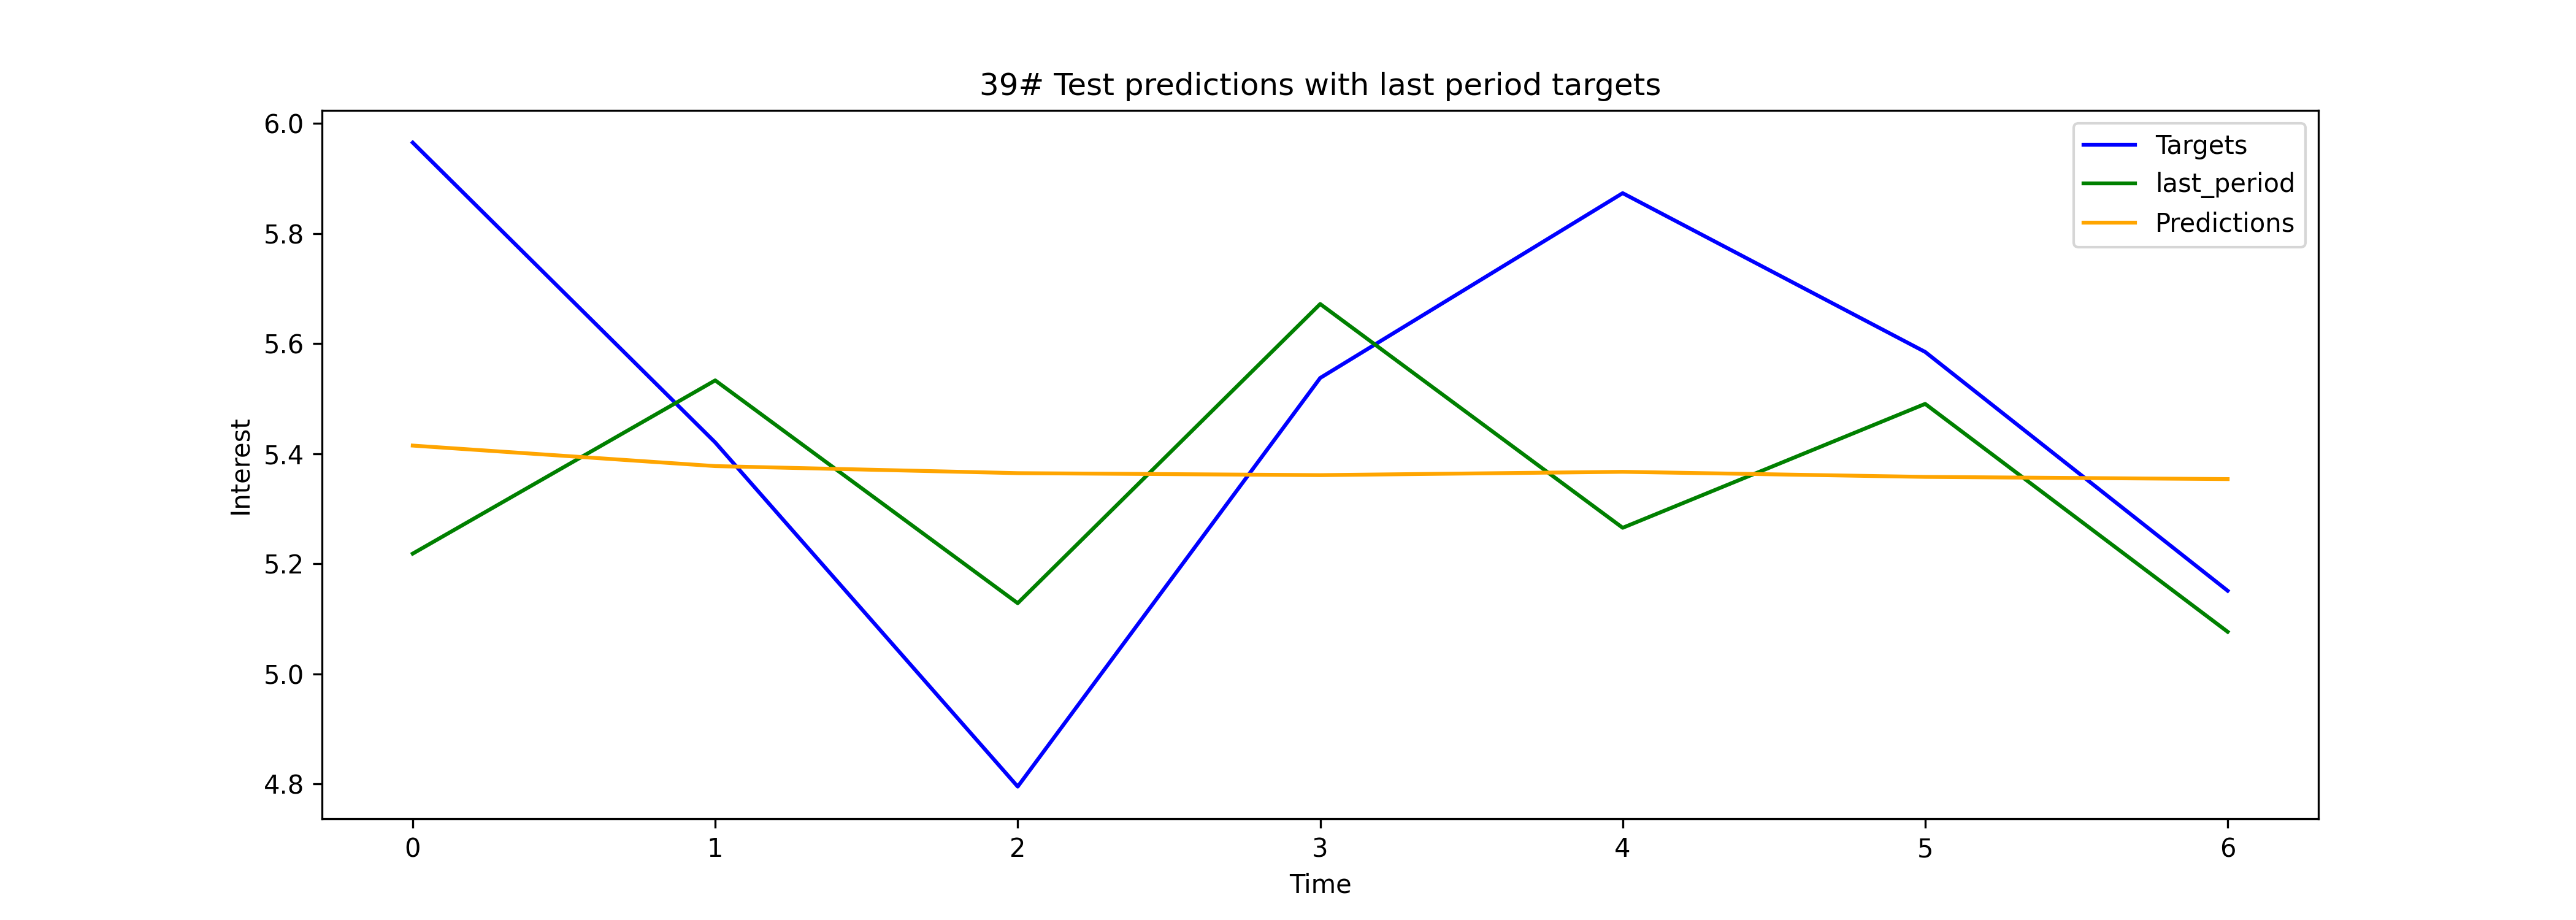 39# Test predictions with last period targets
Targets
last_period
Predictions
6.0
5.8
5.6
5.4
5.2
5.0
4.8
Interest
0 1 2 3 4 5 6
Time